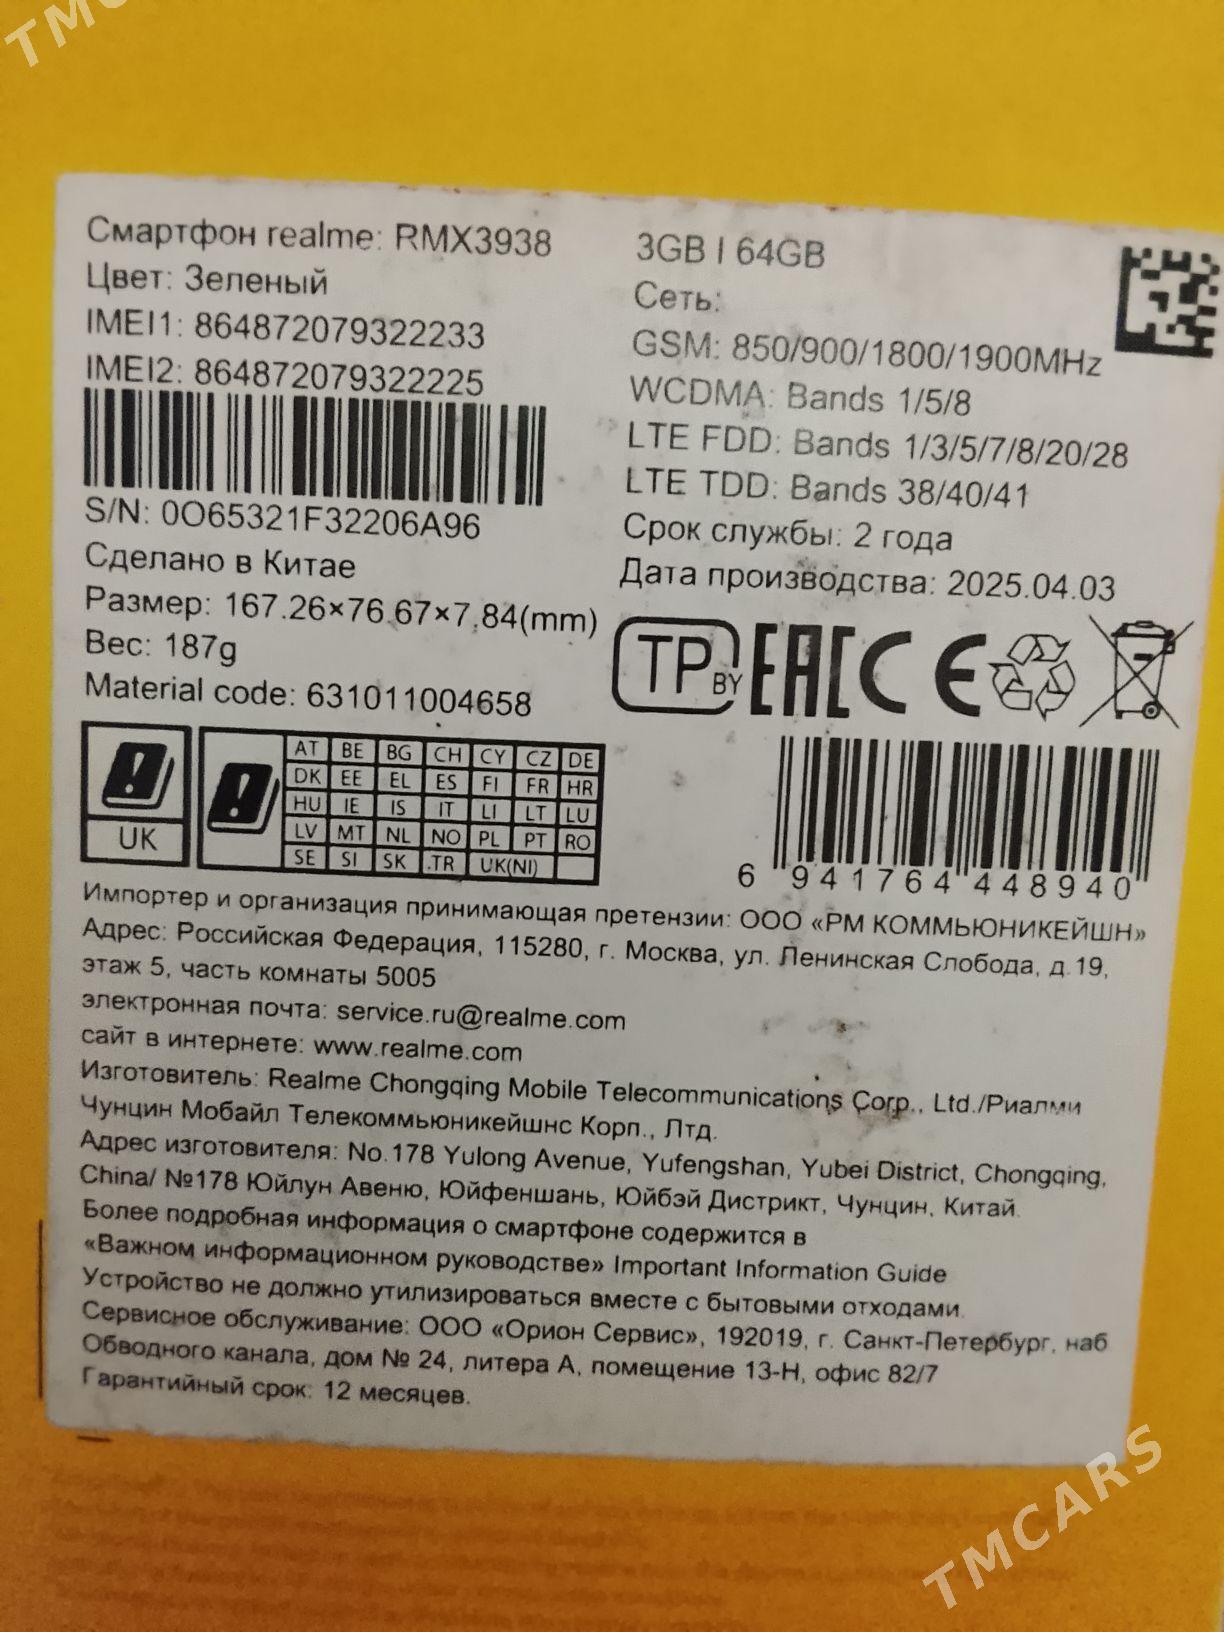 Смартфон realme: RMX3938
Цвет: Зеленый
IMEI1: 864872079322233
IMEI2: 864872079322225
S/N: 0O65321F32206A96
Сделано в Китае
Размер: 167.26×76.67×7.84(mm)
Вес: 187g
Material code: 631011004658
3GB | 64GB
Сеть:
GSM: 850/900/1800/1900MHz
WCDMA: Bands 1/5/8
LTE FDD: Bands 1/3/5/7/8/20/28
LTE TDD: Bands 38/40/41
Срок службы: 2 года
Дата производства: 2025.04.03
TP BY EAC CE
UK
AT BE BG CH CY CZ DE
DK EE EL ES FI FR HR
HU IE IS IT LI LT LU
LV MT NL NO PL PT RO
SE SI SK .TR UK(NI)
6 941764 448940
Импортер и организация принимающая претензии: ООО «РМ КОММЬЮНИКЕЙШН»
Адрес: Российская Федерация, 115280, г. Москва, ул. Ленинская Слобода, д.19,
этаж 5, часть комнаты 5005
электронная почта: service.ru@realme.com
сайт в интернете: www.realme.com
Изготовитель: Realme Chongqing Mobile Telecommunications Corp., Ltd./Риалми
Чунцин Мобайл Телекоммьюникейшнс Корп., Лтд.
Адрес изготовителя: No.178 Yulong Avenue, Yufengshan, Yubei District, Chongqing,
China/ №178 Юйлун Авеню, Юйфеншань, Юйбэй Дистрикт, Чунцин, Китай.
Более подробная информация о смартфоне содержится в
«Важном информационном руководстве» Important Information Guide
Устройство не должно утилизироваться вместе с бытовыми отходами.
Сервисное обслуживание: ООО «Орион Сервис», 192019, г. Санкт-Петербург, наб
Обводного канала, дом № 24, литера А, помещение 13-Н, офис 82/7
Гарантийный срок: 12 месяцев.
TMCARS